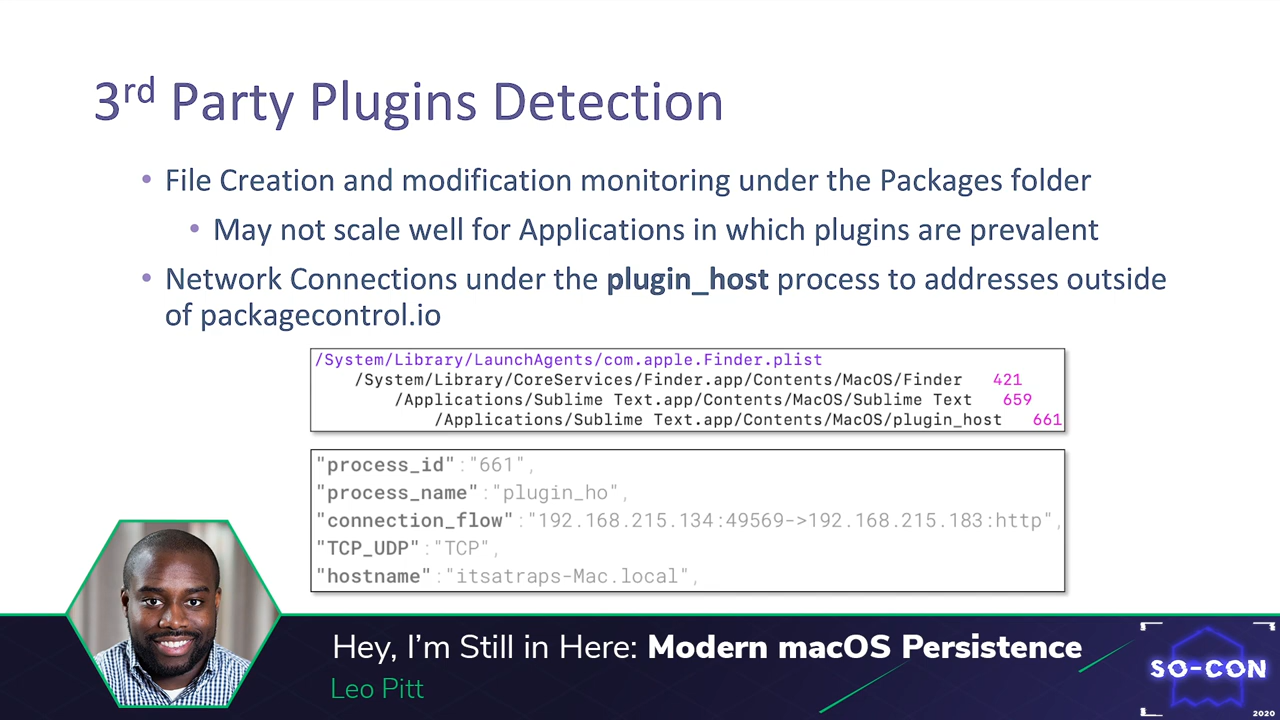 3rd Party Plugins Detection
• File Creation and modification monitoring under the Packages folder
• May not scale well for Applications in which plugins are prevalent
• Network Connections under the plugin_host process to addresses outside
of packagecontrol.io
/System/Library/LaunchAgents/com.apple.Finder.plist
/System/Library/CoreServices/Finder.app/Contents/MacOS/Finder 421
/Applications/Sublime Text.app/Contents/MacOS/Sublime Text 659
/Applications/Sublime Text.app/Contents/MacOS/plugin_host 661
"process_id":"661",
"process_name":"plugin_ho",
"connection_flow":"192.168.215.134:49569->192.168.215.183:http",
"TCP_UDP":"TCP",
"hostname":"itsatraps-Mac.local",
Hey, I'm Still in Here: Modern macOS Persistence
Leo Pitt
SO-CON
2020